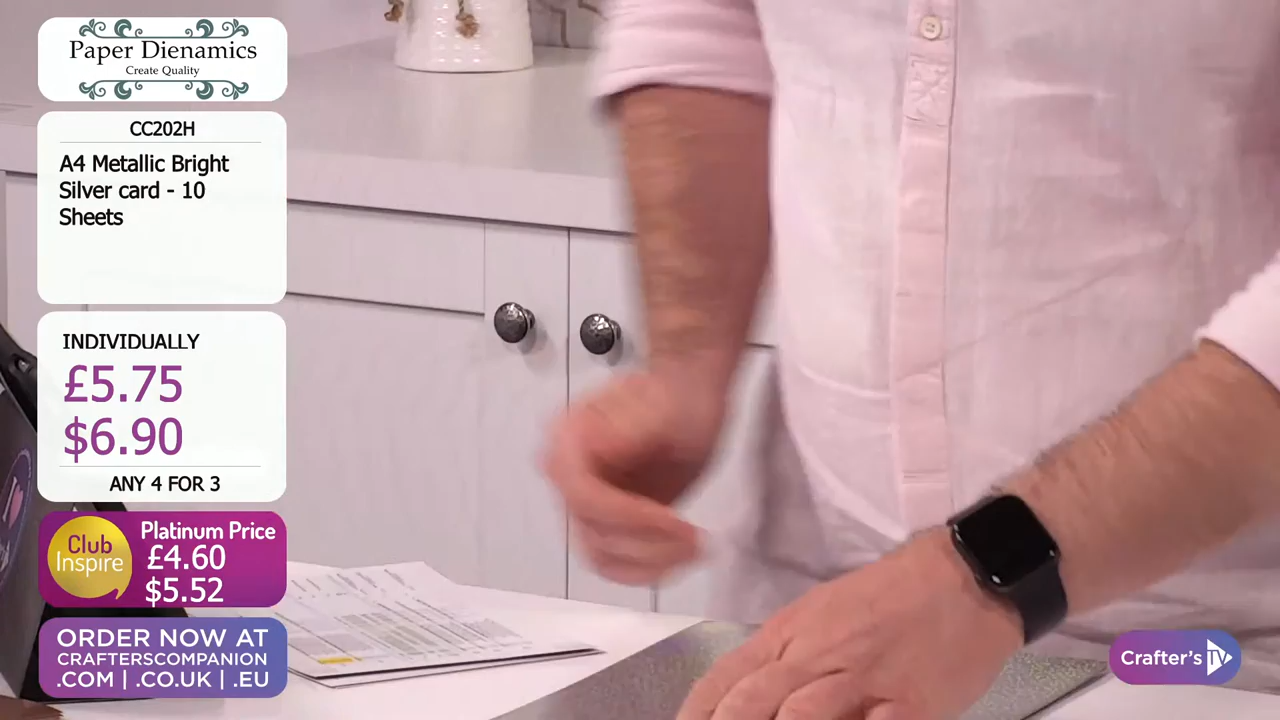 Paper Dienamics
Create Quality
CC202H
A4 Metallic Bright
Silver card - 10
Sheets
INDIVIDUALLY
£5.75
$6.90
ANY 4 FOR 3
Club
Inspire
Platinum Price
£4.60
$5.52
ORDER NOW AT
CRAFTERSCOMPANION
.COM | .CO.UK | .EU
Crafter's TV